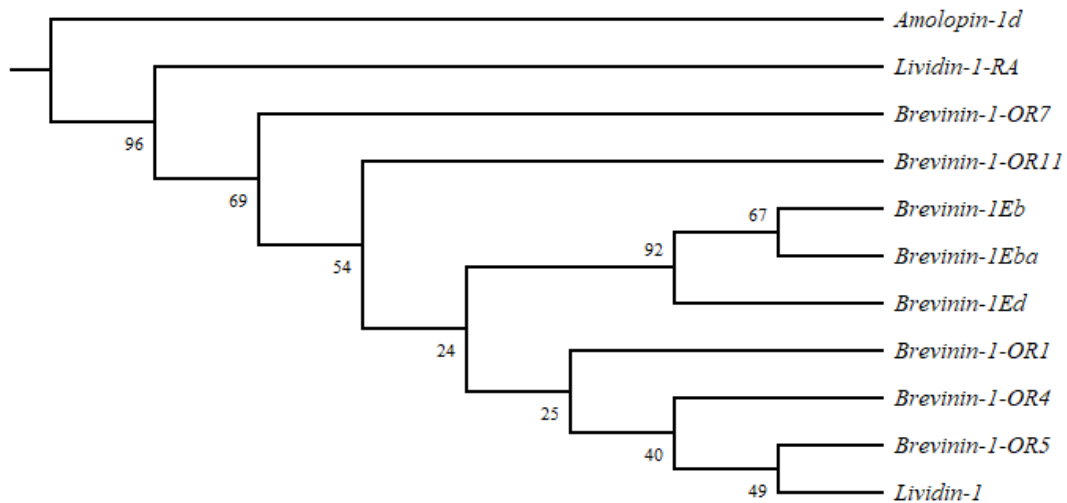 Amolopin-1d
Lividin-1-RA
Brevinin-1-OR7
96
Brevinin-1-OR11
69
Brevinin-1Eb
67
92
Brevinin-1Eba
54
Brevinin-1Ed
24
Brevinin-1-OR1
Brevinin-1-OR4
25
Brevinin-1-OR5
40
49
Lividin-1